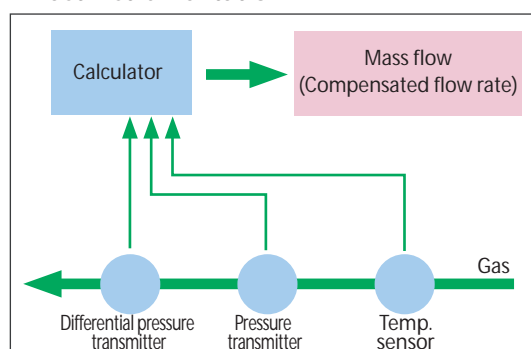 Calculator
Mass flow
(Compensated flow rate)
Gas
Differential pressure
transmitter
Pressure
transmitter
Temp.
sensor